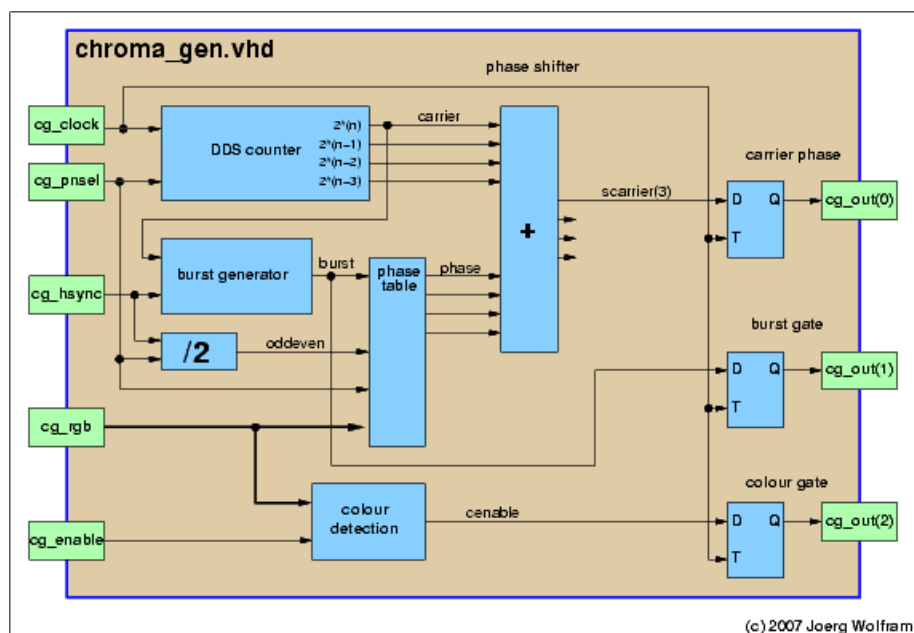 chroma_gen.vhd
phase shifter
cg_clock
DDS counter
2^(n)
2^(n-1)
2^(n-2)
2^(n-3)
carrier
cg_pnsel
carrier phase
scarrier(3)
D
Q
T
cg_out(0)
+
burst generator
burst
phase
table
phase
cg_hsync
/2
oddeven
burst gate
D
Q
T
cg_out(1)
cg_rgb
colour
detection
cenable
colour gate
D
Q
T
cg_out(2)
cg_enable
(c) 2007 Joerg Wolfram